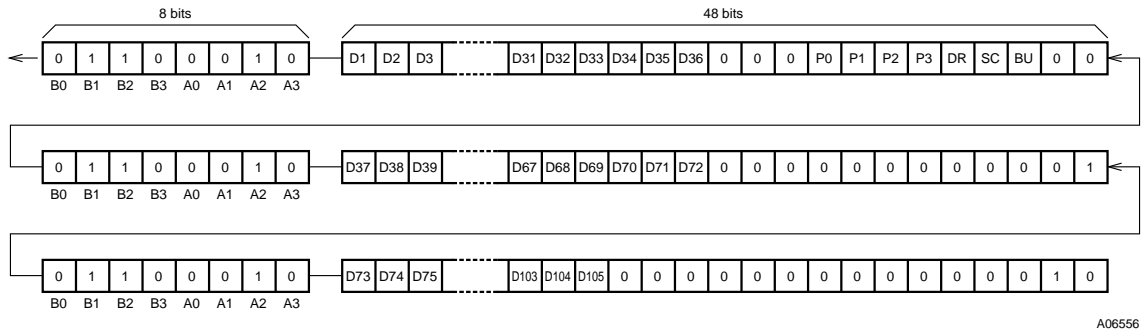 8 bits 48 bits
0 1 1 0 0 0 1 0 D1 D2 D3 D31 D32 D33 D34 D35 D36 0 0 0 P0 P1 P2 P3 DR SC BU 0 0
B0 B1 B2 B3 A0 A1 A2 A3
0 1 1 0 0 0 1 0 D37 D38 D39 D67 D68 D69 D70 D71 D72 0 0 0 0 0 0 0 0 0 0 0 1
B0 B1 B2 B3 A0 A1 A2 A3
0 1 1 0 0 0 1 0 D73 D74 D75 D103 D104 D105 0 0 0 0 0 0 0 0 0 0 0 0 0 1 0
B0 B1 B2 B3 A0 A1 A2 A3
A06556